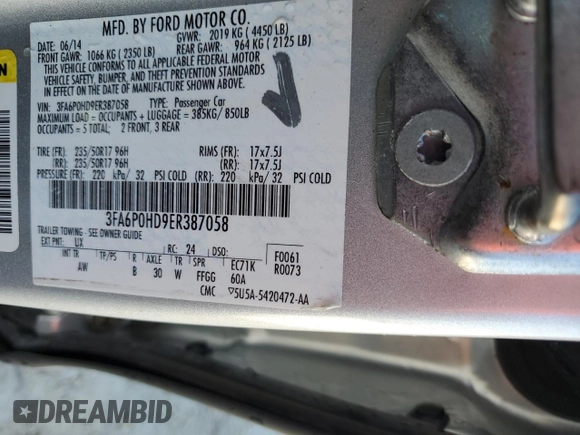 MFD. BY FORD MOTOR CO.
DATE: 06/14 GVWR: 2019 KG ( 4450 LB)
FRONT GAWR: 1066 KG ( 2350 LB) REAR GAWR: 964 KG ( 2125 LB)
THIS VEHICLE CONFORMS TO ALL APPLICABLE FEDERAL MOTOR
VEHICLE SAFETY, BUMPER, AND THEFT PREVENTION STANDARDS
IN EFFECT ON THE DATE OF MANUFACTURE SHOWN ABOVE.
VIN: 3FA6P0HD9ER387058 TYPE: Passenger Car
MAXIMUM LOAD = OCCUPANTS + LUGGAGE = 385KG/ 850LB
OCCUPANTS = 5 TOTAL: 2 FRONT, 3 REAR
TIRE (FR): 235/50R17 96H RIMS (FR): 17x7.5J
(RR): 235/50R17 96H (RR): 17x7.5J
PRESSURE (FR): 220 kPa/ 32 PSI COLD (RR): 220 kPa/ 32 PSI COLD
3FA6P0HD9ER387058
TRAILER TOWING - SEE OWNER GUIDE
EXT PNT: UX RC: 24 DSO: F0061
INT TR TP/PS R AXLE TR SPR EC71K R0073
AW B 30 W FFGG 60A
CMC 5U5A-5420472-AA
DREAMBID